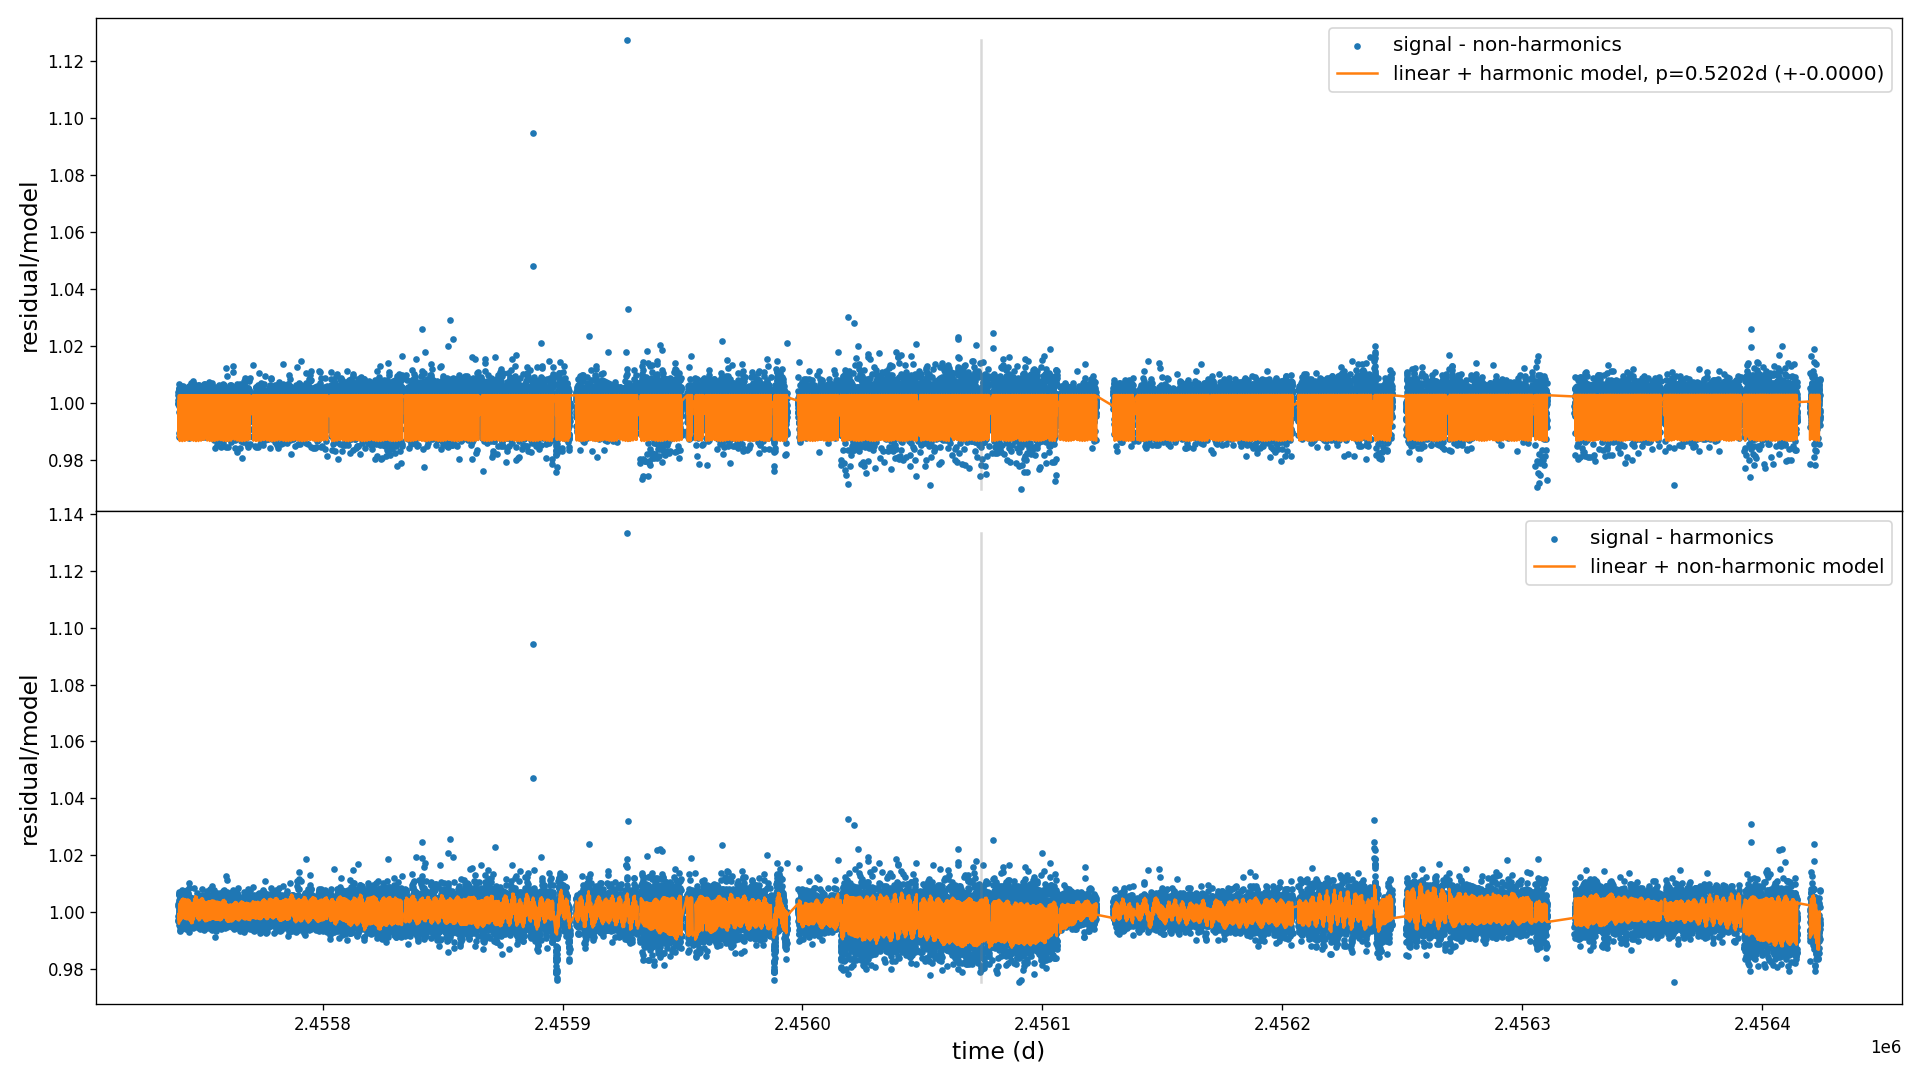 signal - non-harmonics
linear + harmonic model, p=0.5202d (+-0.0000)
residual/model
1.12
1.10
1.08
1.06
1.04
1.02
1.00
0.98
signal - harmonics
linear + non-harmonic model
residual/model
1.14
1.12
1.10
1.08
1.06
1.04
1.02
1.00
0.98
2.4558 2.4559 2.4560 2.4561 2.4562 2.4563 2.4564
1e6
time (d)